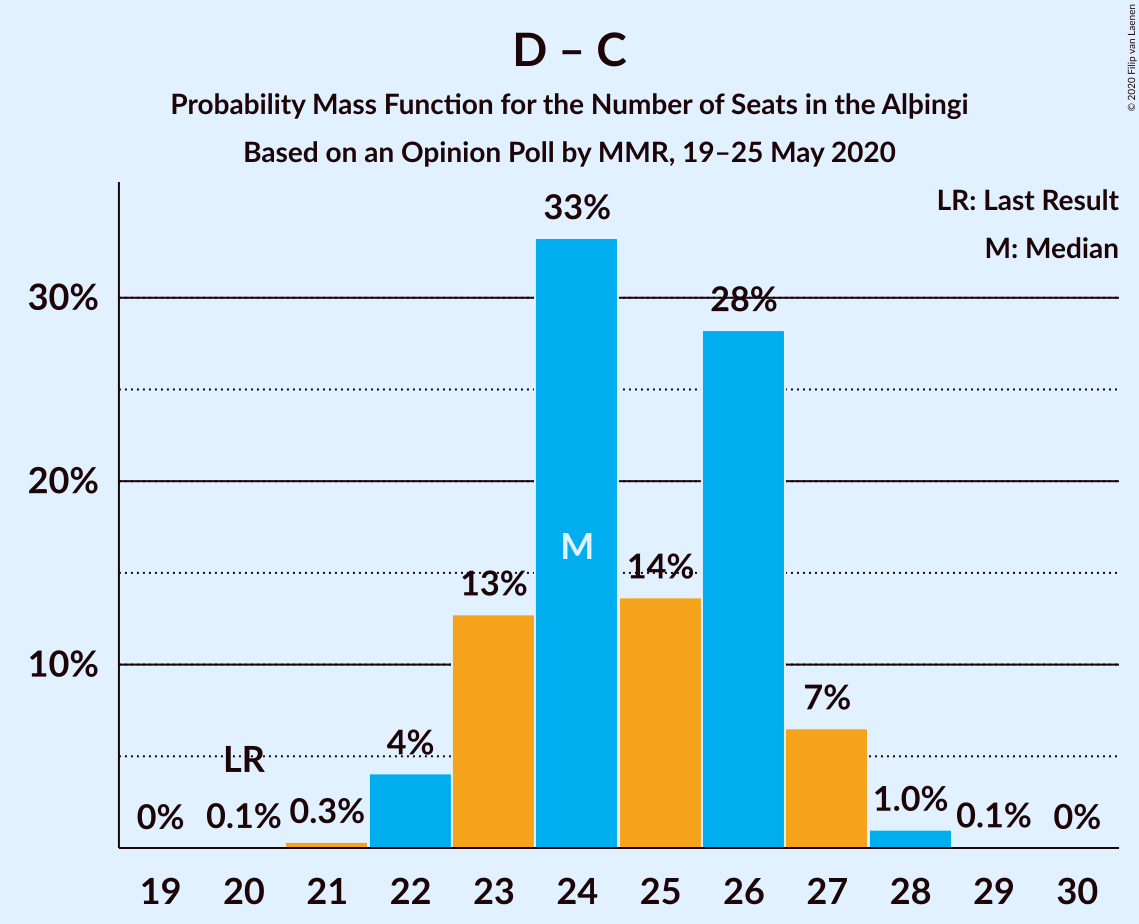 D – C
Probability Mass Function for the Number of Seats in the Alþingi
Based on an Opinion Poll by MMR, 19–25 May 2020
© 2020 Filip van Laenen
LR: Last Result
M: Median
33%
30%
28%
20%
M
14%
13%
10%
7%
4%
LR
0%
0.1%
0.3%
1.0%
0.1%
0%
19 20 21 22 23 24 25 26 27 28 29 30